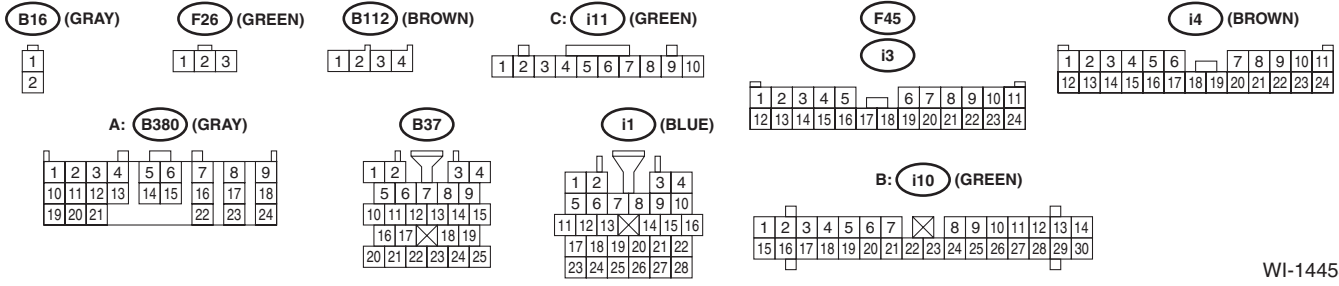 B16 (GRAY)
F26 (GREEN)
B112 (BROWN)
C: i11 (GREEN)
F45
i3
i4 (BROWN)
1
2
1 2 3
1 2 3 4
1 2 3 4 5 6 7 8 9 10
1 2 3 4 5 6 7 8 9 10 11
12 13 14 15 16 17 18 19 20 21 22 23 24
1 2 3 4 5 6 7 8 9 10 11
12 13 14 15 16 17 18 19 20 21 22 23 24
A: B380 (GRAY)
1 2 3 4 5 6 7 8 9
10 11 12 13 14 15 16 17 18
19 20 21 22 23 24
B37
1 2 3 4
5 6 7 8 9
10 11 12 13 14 15
16 17 18 19
20 21 22 23 24 25
i1 (BLUE)
1 2 3 4
5 6 7 8 9 10
11 12 13 14 15 16
17 18 19 20 21 22
23 24 25 26 27 28
B: i10 (GREEN)
1 2 3 4 5 6 7 8 9 10 11 12 13 14
15 16 17 18 19 20 21 22 23 24 25 26 27 28 29 30
WI-1445